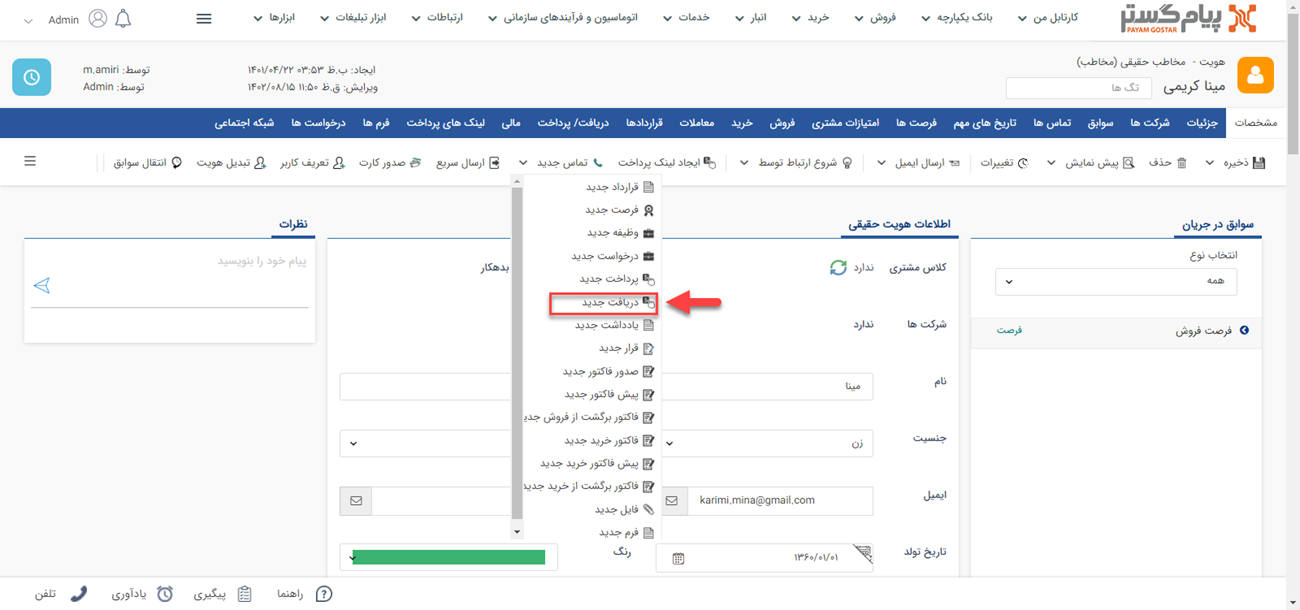 پیام گستر
PAYAM GOSTAR
کارتابل من
بانک یکپارچه
فروش
خرید
انبار
خدمات
اتوماسیون و فرآیندهای سازمانی
ارتباطات
ابزار تبلیغات
ابزارها
Admin
هویت - مخاطب حقیقی (مخاطب)
مینا کریمی
تگ ها
ایجاد: ب.ظ ۰۳:۵۳ ۱۴۰۱/۰۴/۲۲
توسط: m.amiri
ویرایش: ق.ظ ۱۱:۵۰ ۱۴۰۲/۰۸/۱۵
توسط: Admin
مشخصات
جزئیات
شرکت ها
سوابق
تماس ها
تاریخ های مهم
فرصت ها
امتیازات مشتری
فروش
خرید
معاملات
قراردادها
دریافت/ پرداخت
مالی
لینک های پرداخت
فرم ها
درخواست ها
شبکه اجتماعی
ذخیره
حذف
پیش نمایش
تغییرات
ارسال ایمیل
شروع ارتباط توسط
ایجاد لینک پرداخت
تماس جدید
ارسال سریع
صدور کارت
تعریف کاربر
تبدیل هویت
انتقال سوابق
قرارداد جدید
فرصت جدید
وظیفه جدید
درخواست جدید
پرداخت جدید
دریافت جدید
یادداشت جدید
قرار جدید
صدور فاکتور جدید
پیش فاکتور جدید
فاکتور برگشت از فروش جدید
فاکتور خرید جدید
پیش فاکتور خرید جدید
فاکتور برگشت از خرید جدید
فایل جدید
فرم جدید
سوابق در جریان
انتخاب نوع
همه
فرصت فروش
فرصت
اطلاعات هویت حقیقی
کلاس مشتری
ندارد
بدهکار
شرکت ها
ندارد
نام
مینا
جنسیت
زن
ایمیل
karimi.mina@gmail.com
تاریخ تولد
۱۳۶۰/۰۱/۰۱
رنگ
نظرات
پیام خود را بنویسید
راهنما
پیگیری
یادآوری
تلفن